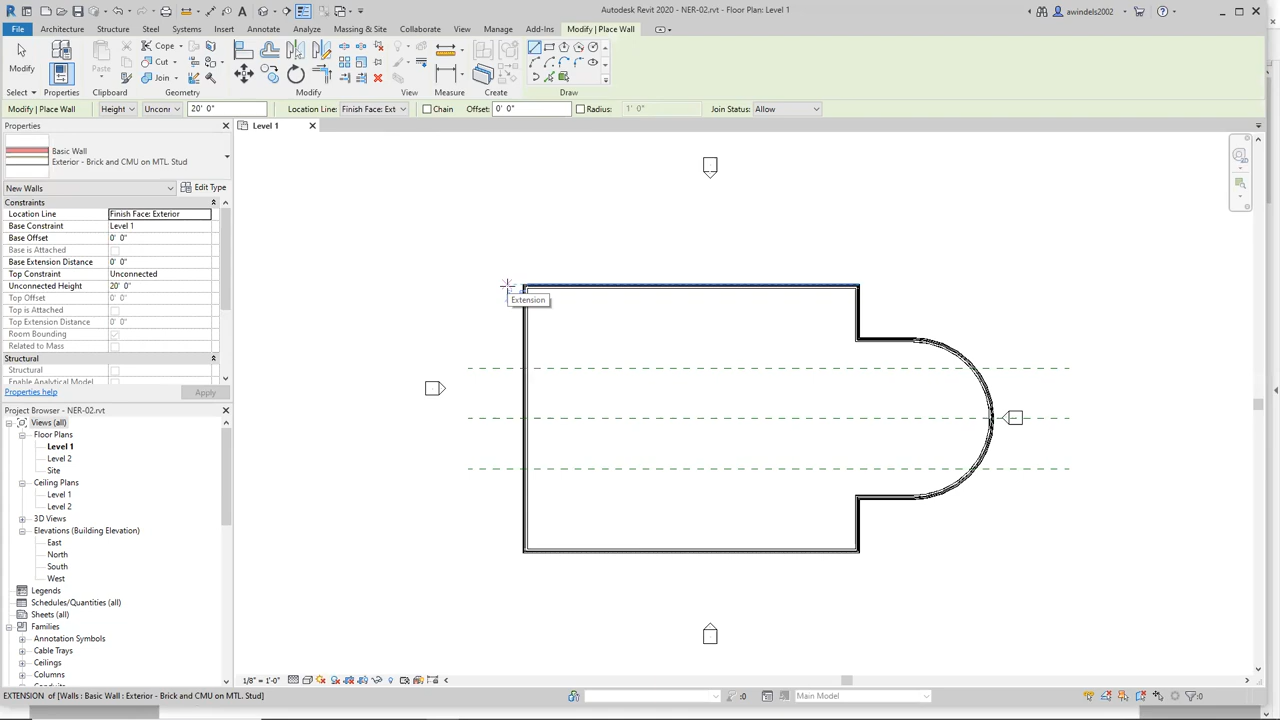 Autodesk Revit 2020 - NER-02.rvt - Floor Plan: Level 1
awindels2002
File
Architecture
Structure
Steel
Systems
Insert
Annotate
Analyze
Massing & Site
Collaborate
View
Manage
Add-Ins
Modify | Place Wall
Modify
Paste
Cope
Cut
Join
Select
Properties
Clipboard
Geometry
Modify
View
Measure
Create
Draw
Modify | Place Wall
Height
Unconr
20' 0"
Location Line:
Finish Face: Ext
Chain
Offset:
0' 0"
Radius:
1' 0"
Join Status:
Allow
Properties
Level 1
Basic Wall
Exterior - Brick and CMU on MTL. Stud
New Walls
Edit Type
Constraints
Location Line
Finish Face: Exterior
Base Constraint
Level 1
Base Offset
0' 0"
Base is Attached
Base Extension Distance
0' 0"
Top Constraint
Unconnected
Unconnected Height
20' 0"
Top Offset
0' 0"
Top is Attached
Top Extension Distance
0' 0"
Room Bounding
Related to Mass
Structural
Structural
Enable Analytical Model
Properties help
Apply
Extension
Project Browser - NER-02.rvt
Views (all)
Floor Plans
Level 1
Level 2
Site
Ceiling Plans
Level 1
Level 2
3D Views
Elevations (Building Elevation)
East
North
South
West
Legends
Schedules/Quantities (all)
Sheets (all)
Families
Annotation Symbols
Cable Trays
Ceilings
Columns
1/8" = 1'-0"
EXTENSION of [Walls : Basic Wall : Exterior - Brick and CMU on MTL. Stud]
:0
Main Model
:0